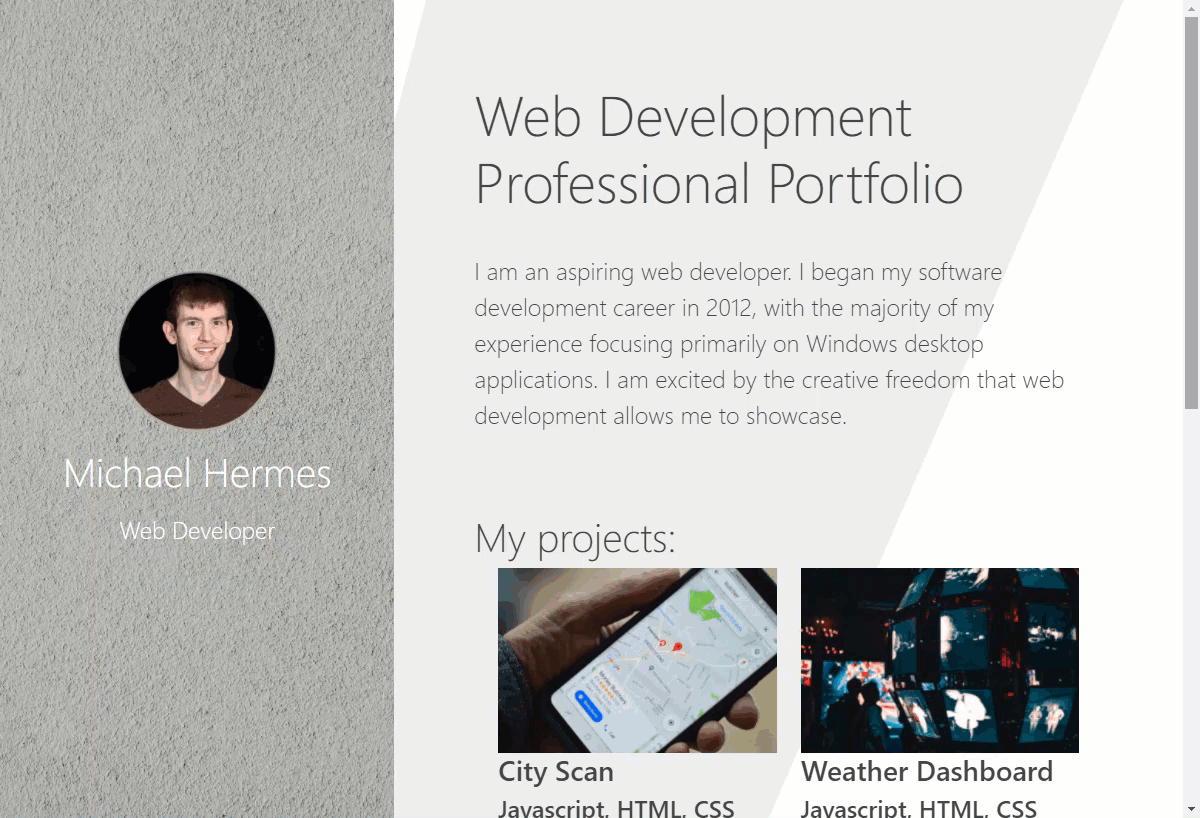 Web Development
Professional Portfolio
I am an aspiring web developer. I began my software
development career in 2012, with the majority of my
experience focusing primarily on Windows desktop
applications. I am excited by the creative freedom that web
development allows me to showcase.
Michael Hermes
Web Developer
My projects:
City Scan
Javascript, HTML, CSS
Weather Dashboard
Javascript, HTML, CSS